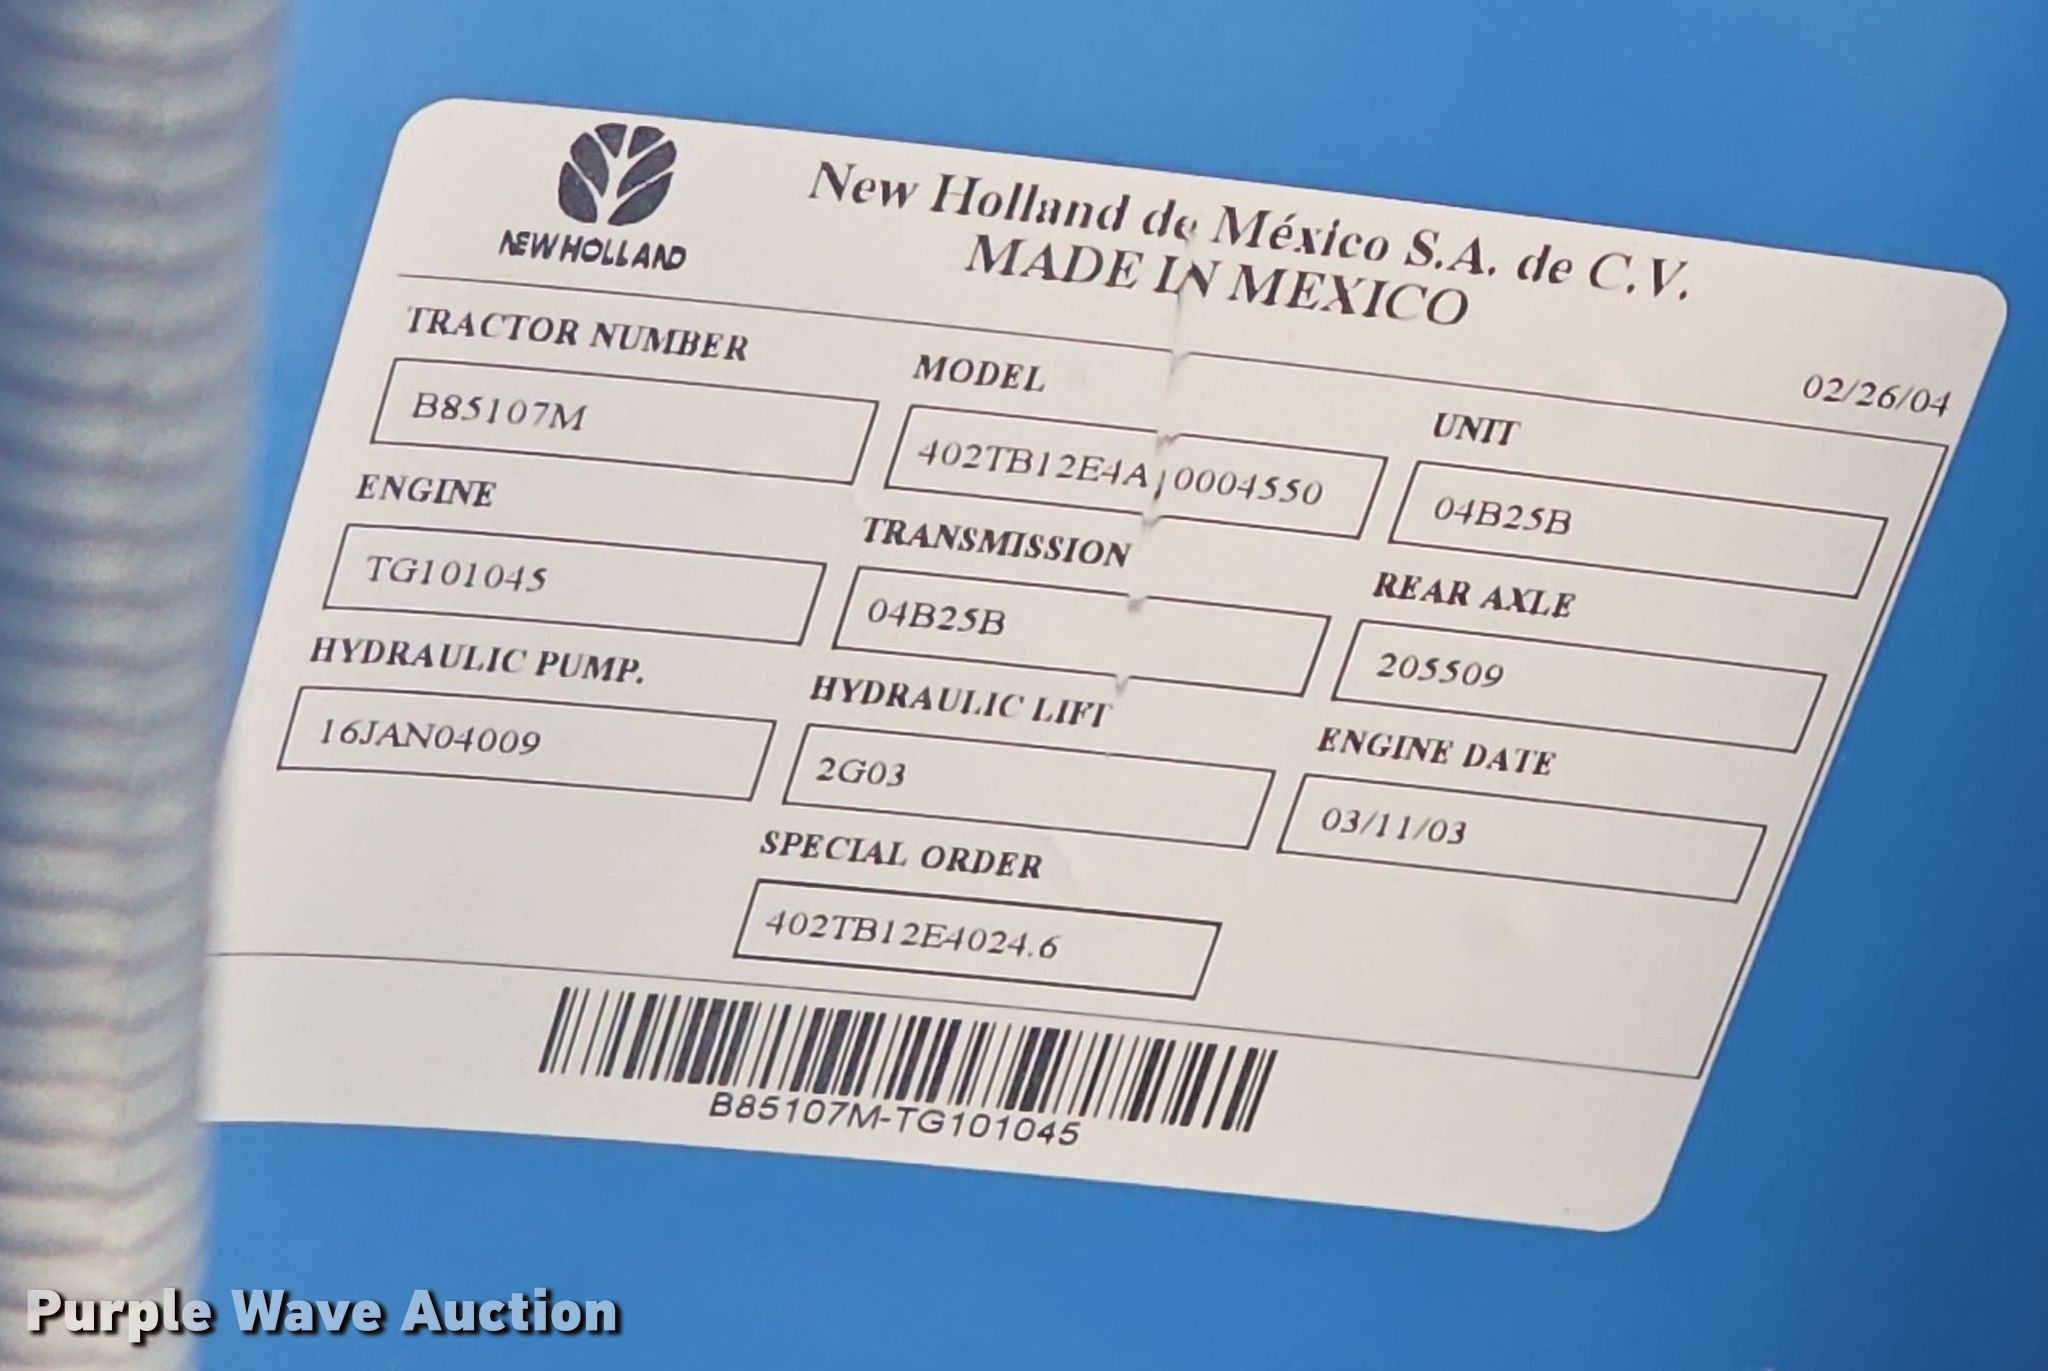 NEW HOLLAND
New Holland de México S.A. de C.V.
MADE IN MEXICO
02/26/04
TRACTOR NUMBER
MODEL
UNIT
B85107M
402TB12E4A 0004550
04B25B
ENGINE
TRANSMISSION
REAR AXLE
TG101045
04B25B
205509
HYDRAULIC PUMP.
HYDRAULIC LIFT
ENGINE DATE
16JAN04009
2G03
03/11/03
SPECIAL ORDER
402TB12E4024.6
B85107M-TG101045
Purple Wave Auction